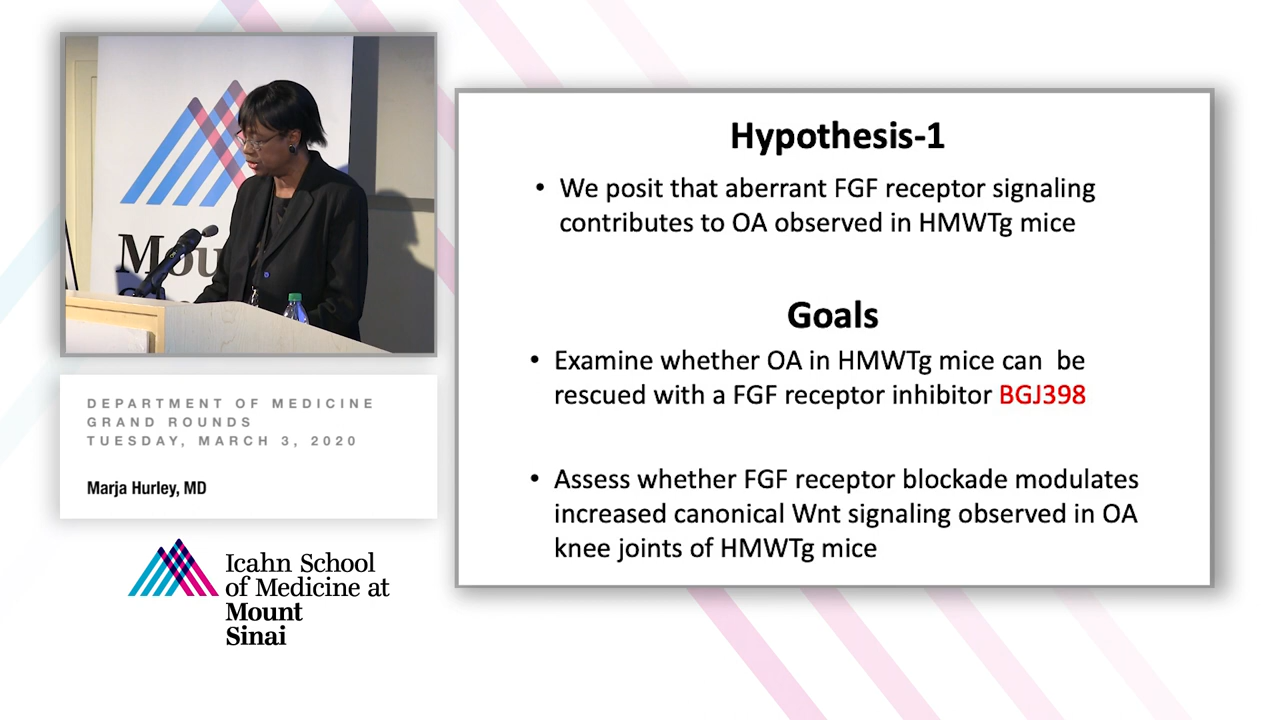 Mou
DEPARTMENT OF MEDICINE
GRAND ROUNDS
TUESDAY, MARCH 3, 2020
Marja Hurley, MD
Icahn School
of Medicine at
Mount
Sinai
Hypothesis-1
• We posit that aberrant FGF receptor signaling
contributes to OA observed in HMWTg mice
Goals
• Examine whether OA in HMWTg mice can be
rescued with a FGF receptor inhibitor BGJ398
• Assess whether FGF receptor blockade modulates
increased canonical Wnt signaling observed in OA
knee joints of HMWTg mice